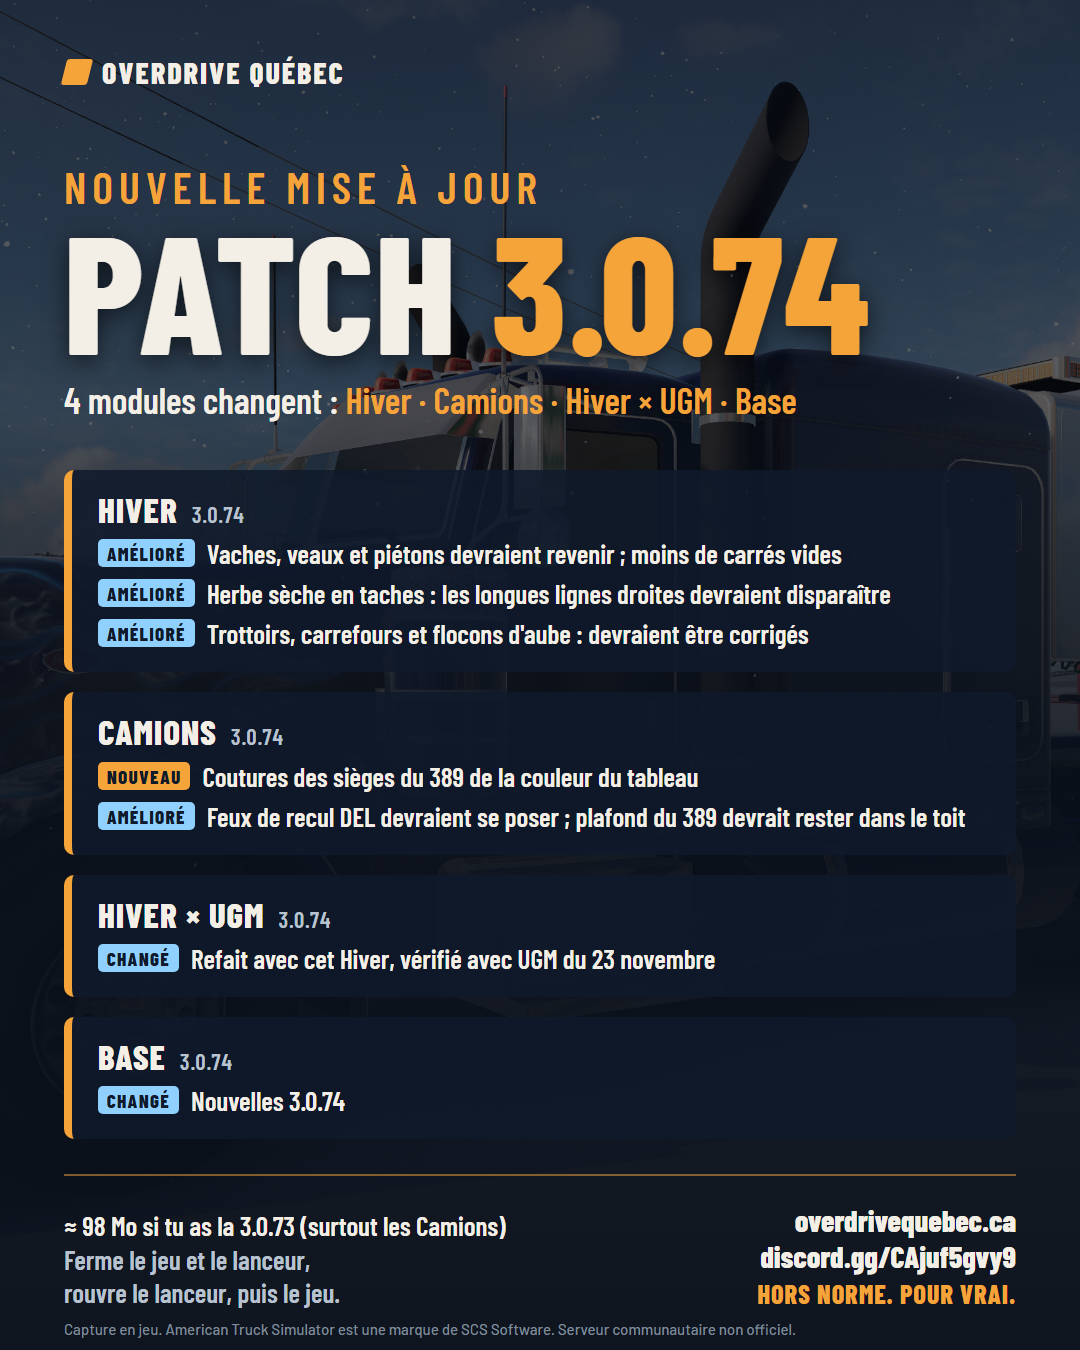 OVERDRIVE QUÉBEC
NOUVELLE MISE À JOUR
PATCH 3.0.74
4 modules changent : Hiver · Camions · Hiver × UGM · Base
HIVER 3.0.74
AMÉLIORÉ Vaches, veaux et piétons devraient revenir ; moins de carrés vides
AMÉLIORÉ Herbe sèche en taches : les longues lignes droites devraient disparaître
AMÉLIORÉ Trottoirs, carrefours et flocons d'aube : devraient être corrigés
CAMIONS 3.0.74
NOUVEAU Coutures des sièges du 389 de la couleur du tableau
AMÉLIORÉ Feux de recul DEL devraient se poser ; plafond du 389 devrait rester dans le toit
HIVER × UGM 3.0.74
CHANGÉ Refait avec cet Hiver, vérifié avec UGM du 23 novembre
BASE 3.0.74
CHANGÉ Nouvelles 3.0.74
≈ 98 Mo si tu as la 3.0.73 (surtout les Camions)
Ferme le jeu et le lanceur,
rouvre le lanceur, puis le jeu.
overdrivequebec.ca
discord.gg/CAjuf5gvy9
HORS NORME. POUR VRAI.
Capture en jeu. American Truck Simulator est une marque de SCS Software. Serveur communautaire non officiel.